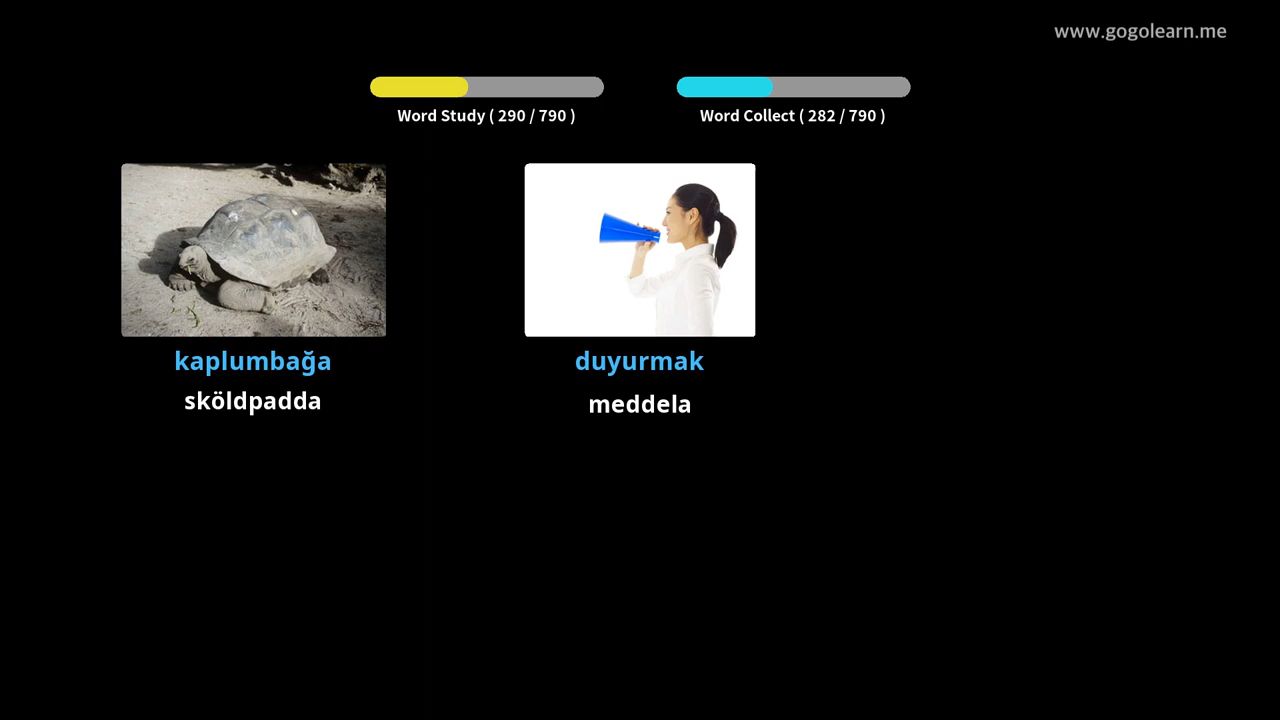 www.gogolearn.me
Word Study ( 290 / 790 )
Word Collect ( 282 / 790 )
kaplumbağa
sköldpadda
duyurmak
meddela